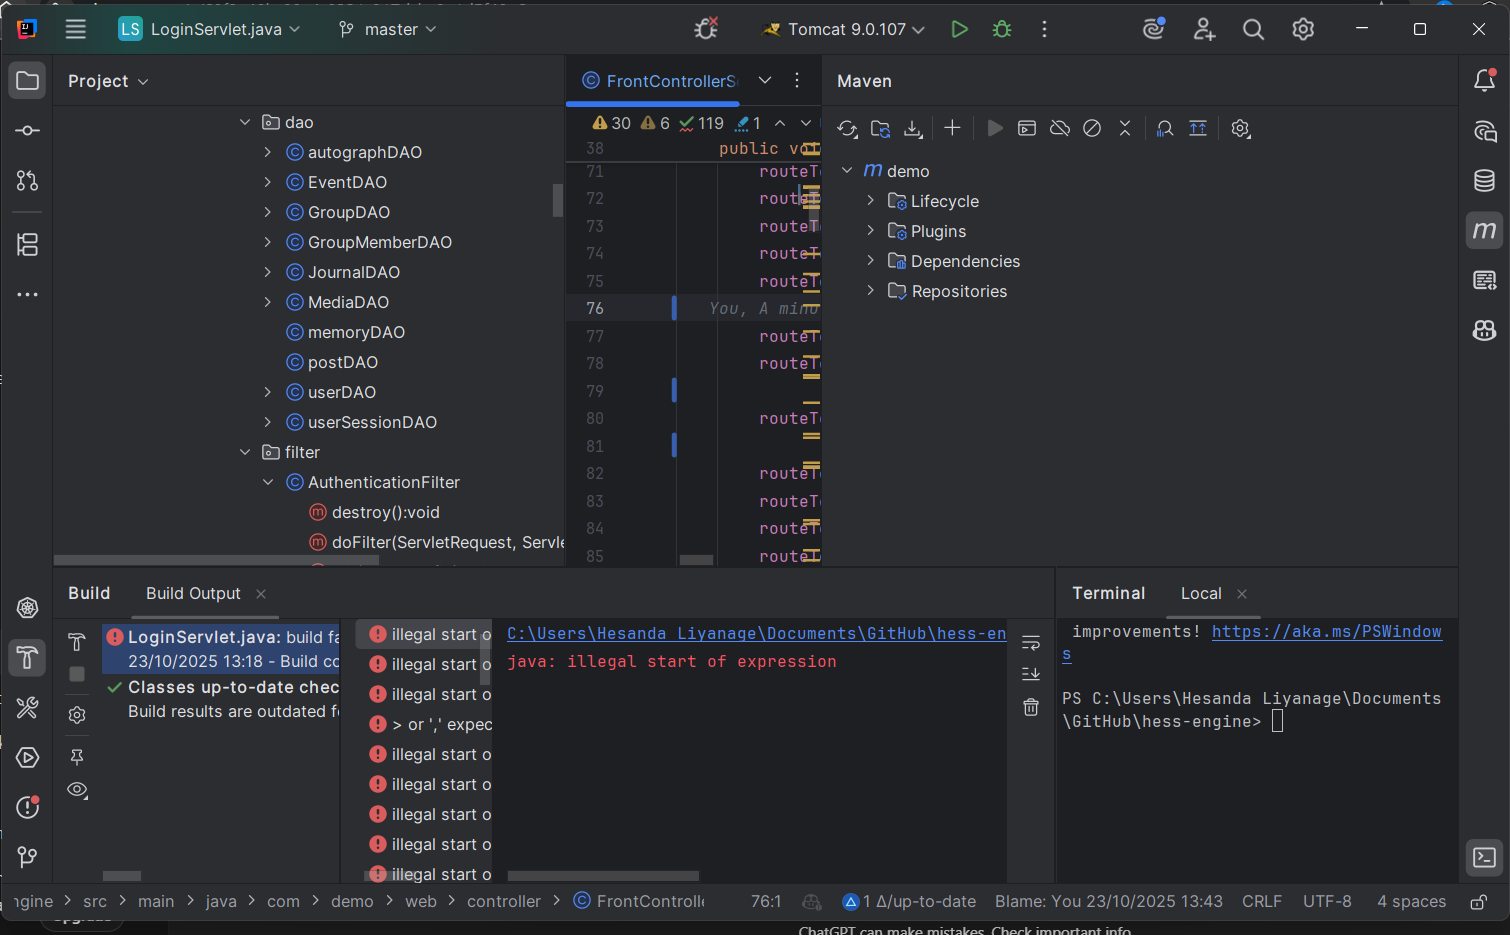 LS LoginServlet.java
master
Tomcat 9.0.107
Project
dao
autographDAO
EventDAO
GroupDAO
GroupMemberDAO
JournalDAO
MediaDAO
memoryDAO
postDAO
userDAO
userSessionDAO
filter
AuthenticationFilter
destroy():void
doFilter(ServletRequest, Servle
FrontControllerS
30 6 119 1
38 public voi
71 routeT
72 routeT
73 routeT
74 routeT
75 routeT
76 You, A mino
77 routeT
78 routeT
79
80 routeT
81
82 routeT
83 routeT
84 routeT
85 routeT
Maven
m demo
Lifecycle
Plugins
Dependencies
Repositories
Build
Build Output
LoginServlet.java: build fa
23/10/2025 13:18 - Build co
Classes up-to-date chec
Build results are outdated fo
illegal start o
illegal start o
illegal start o
> or ',' expec
illegal start o
illegal start o
illegal start o
illegal start o
illegal start o
C:\Users\Hesanda Liyanage\Documents\GitHub\hess-en
java: illegal start of expression
Terminal
Local
improvements! https://aka.ms/PSWindow
s
PS C:\Users\Hesanda Liyanage\Documents
\GitHub\hess-engine>
ngine > src > main > java > com > demo > web > controller > FrontControlle
76:1
1 Δ/up-to-date
Blame: You 23/10/2025 13:43
CRLF
UTF-8
4 spaces
ChatGPT can make mistakes. Check important info.